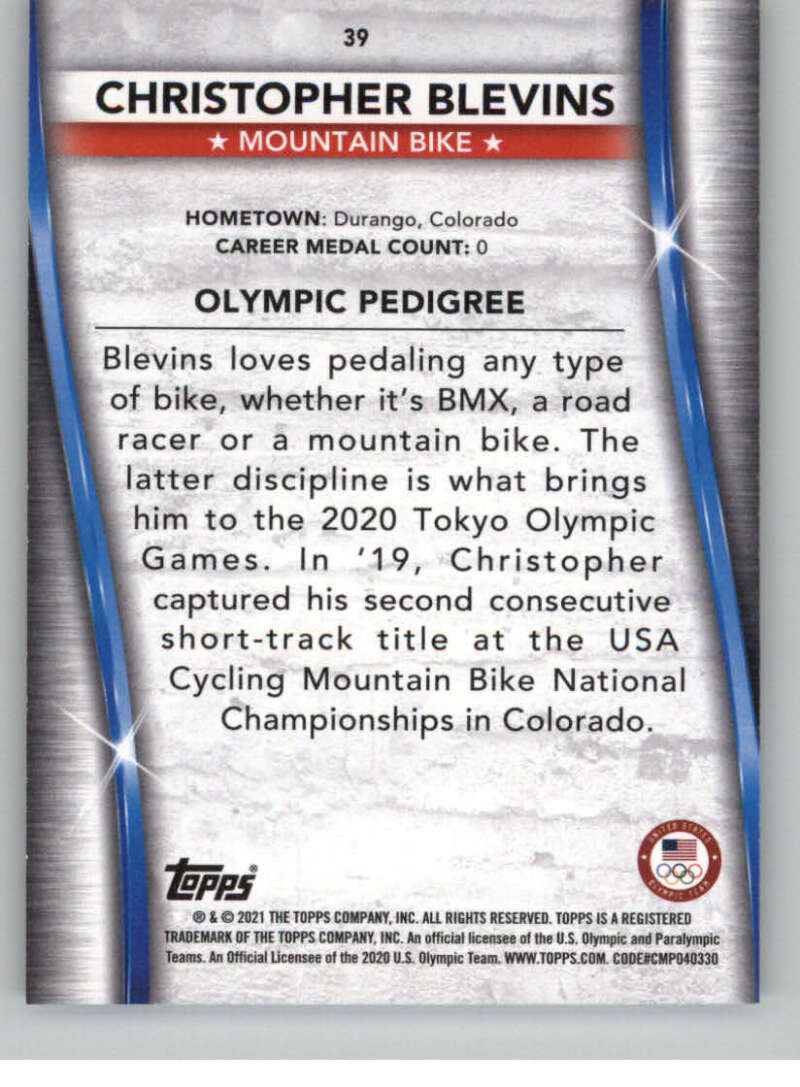 39
CHRISTOPHER BLEVINS
★ MOUNTAIN BIKE ★
HOMETOWN: Durango, Colorado
CAREER MEDAL COUNT: 0
OLYMPIC PEDIGREE
Blevins loves pedaling any type
of bike, whether it's BMX, a road
racer or a mountain bike. The
latter discipline is what brings
him to the 2020 Tokyo Olympic
Games. In '19, Christopher
captured his second consecutive
short-track title at the USA
Cycling Mountain Bike National
Championships in Colorado.
Topps®
UNITED STATES
OLYMPIC TEAM
® & © 2021 THE TOPPS COMPANY, INC. ALL RIGHTS RESERVED. TOPPS IS A REGISTERED
TRADEMARK OF THE TOPPS COMPANY, INC. An official licensee of the U.S. Olympic and Paralympic
Teams. An Official Licensee of the 2020 U.S. Olympic Team. WWW.TOPPS.COM. CODE#CMP040330